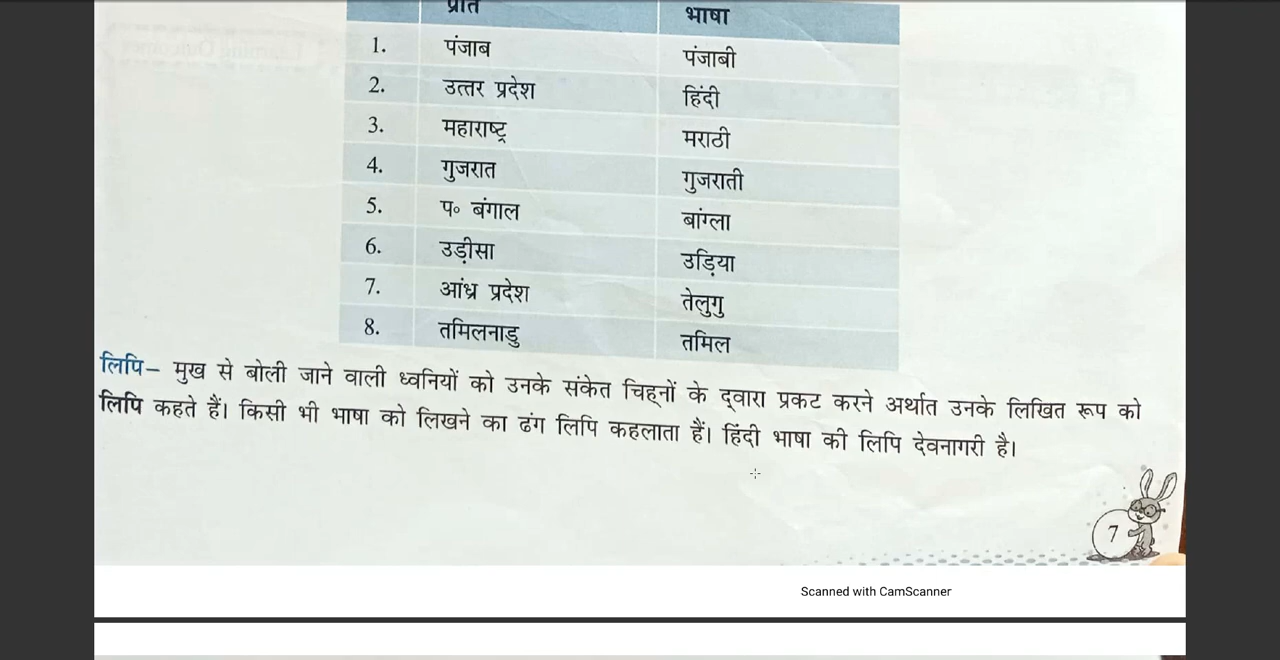 प्रांत भाषा
1. पंजाब पंजाबी
2. उत्तर प्रदेश हिंदी
3. महाराष्ट्र मराठी
4. गुजरात गुजराती
5. प० बंगाल बांग्ला
6. उड़ीसा उड़िया
7. आंध्र प्रदेश तेलुगु
8. तमिलनाडु तमिल
लिपि– मुख से बोली जाने वाली ध्वनियों को उनके संकेत चिह्नों के द्वारा प्रकट करने अर्थात उनके लिखित रूप को
लिपि कहते हैं। किसी भी भाषा को लिखने का ढंग लिपि कहलाता हैं। हिंदी भाषा की लिपि देवनागरी है।
7
Scanned with CamScanner